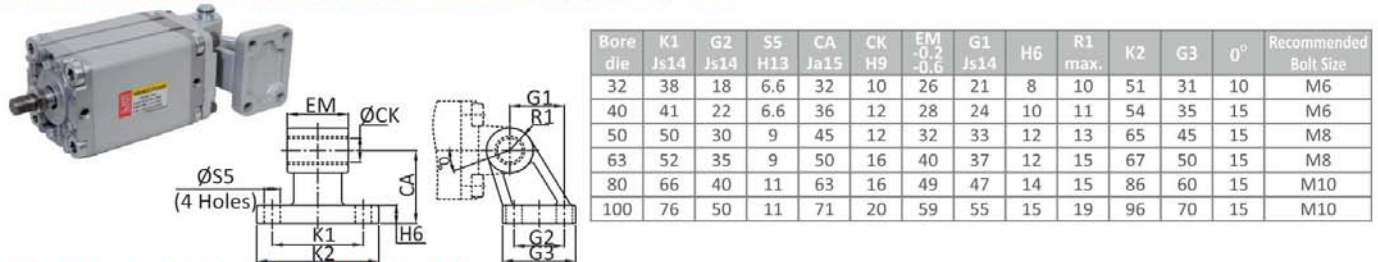 EM
ØCK
ØS5
(4 Holes)
CA
H6
K1
K2
G1
R1
G2
G3
Bore die K1 Js14 G2 Js14 S5 H13 CA Ja15 CK H9 EM -0.2 -0.6 G1 Js14 H6 R1 max. K2 G3 0° Recommended Bolt Size
32 38 18 6.6 32 10 26 21 8 10 51 31 10 M6
40 41 22 6.6 36 12 28 24 10 11 54 35 15 M6
50 50 30 9 45 12 32 33 12 13 65 45 15 M8
63 52 35 9 50 16 40 37 12 15 67 50 15 M8
80 66 40 11 63 16 49 47 14 15 86 60 15 M10
100 76 50 11 71 20 59 55 15 19 96 70 15 M10